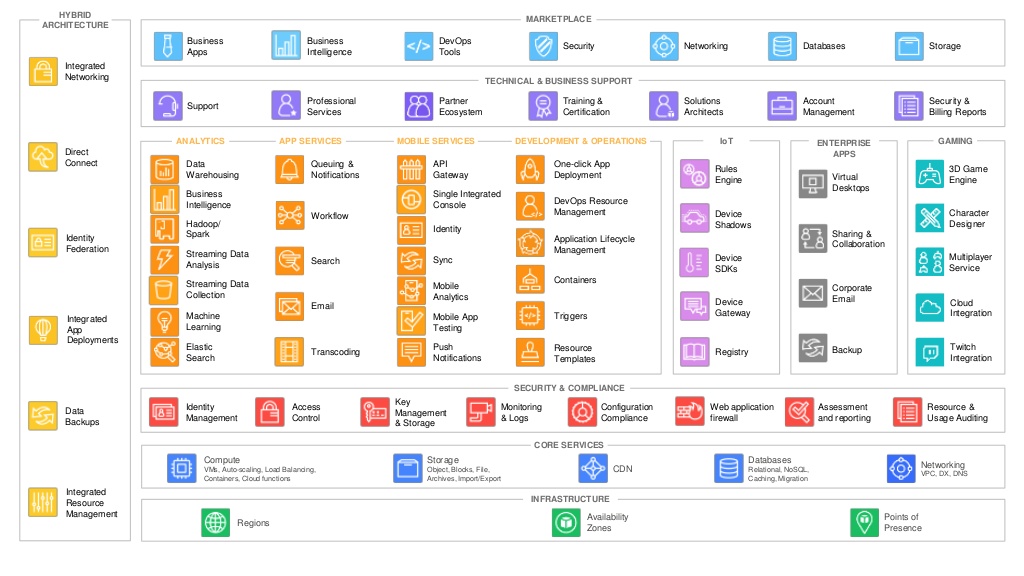 HYBRID
ARCHITECTURE
Integrated
Networking
Direct
Connect
Identity
Federation
Integrated
App
Deployments
Data
Backups
Integrated
Resource
Management
MARKETPLACE
Business
Apps
Business
Intelligence
DevOps
Tools
Security
Networking
Databases
Storage
TECHNICAL & BUSINESS SUPPORT
Support
Professional
Services
Partner
Ecosystem
Training &
Certification
Solutions
Architects
Account
Management
Security &
Billing Reports
ANALYTICS
Data
Warehousing
Business
Intelligence
Hadoop/
Spark
Streaming Data
Analysis
Streaming Data
Collection
Machine
Learning
Elastic
Search
APP SERVICES
Queuing &
Notifications
Workflow
Search
Email
Transcoding
MOBILE SERVICES
API
Gateway
Single Integrated
Console
Identity
Sync
Mobile
Analytics
Mobile App
Testing
Push
Notifications
DEVELOPMENT & OPERATIONS
One-click App
Deployment
DevOps Resource
Management
Application Lifecycle
Management
Containers
Triggers
Resource
Templates
IoT
Rules
Engine
Device
Shadows
Device
SDKs
Device
Gateway
Registry
ENTERPRISE
APPS
Virtual
Desktops
Sharing &
Collaboration
Corporate
Email
Backup
GAMING
3D Game
Engine
Character
Designer
Multiplayer
Service
Cloud
Integration
Twitch
Integration
SECURITY & COMPLIANCE
Identity
Management
Access
Control
Key
Management
& Storage
Monitoring
& Logs
Configuration
Compliance
Web application
firewall
Assessment
and reporting
Resource &
Usage Auditing
CORE SERVICES
Compute
VMs, Auto-scaling, Load Balancing,
Containers, Cloud functions
Storage
Object, Blocks, File,
Archives, Import/Export
CDN
Databases
Relational, NoSQL,
Caching, Migration
Networking
VPC, DX, DNS
INFRASTRUCTURE
Regions
Availability
Zones
Points of
Presence